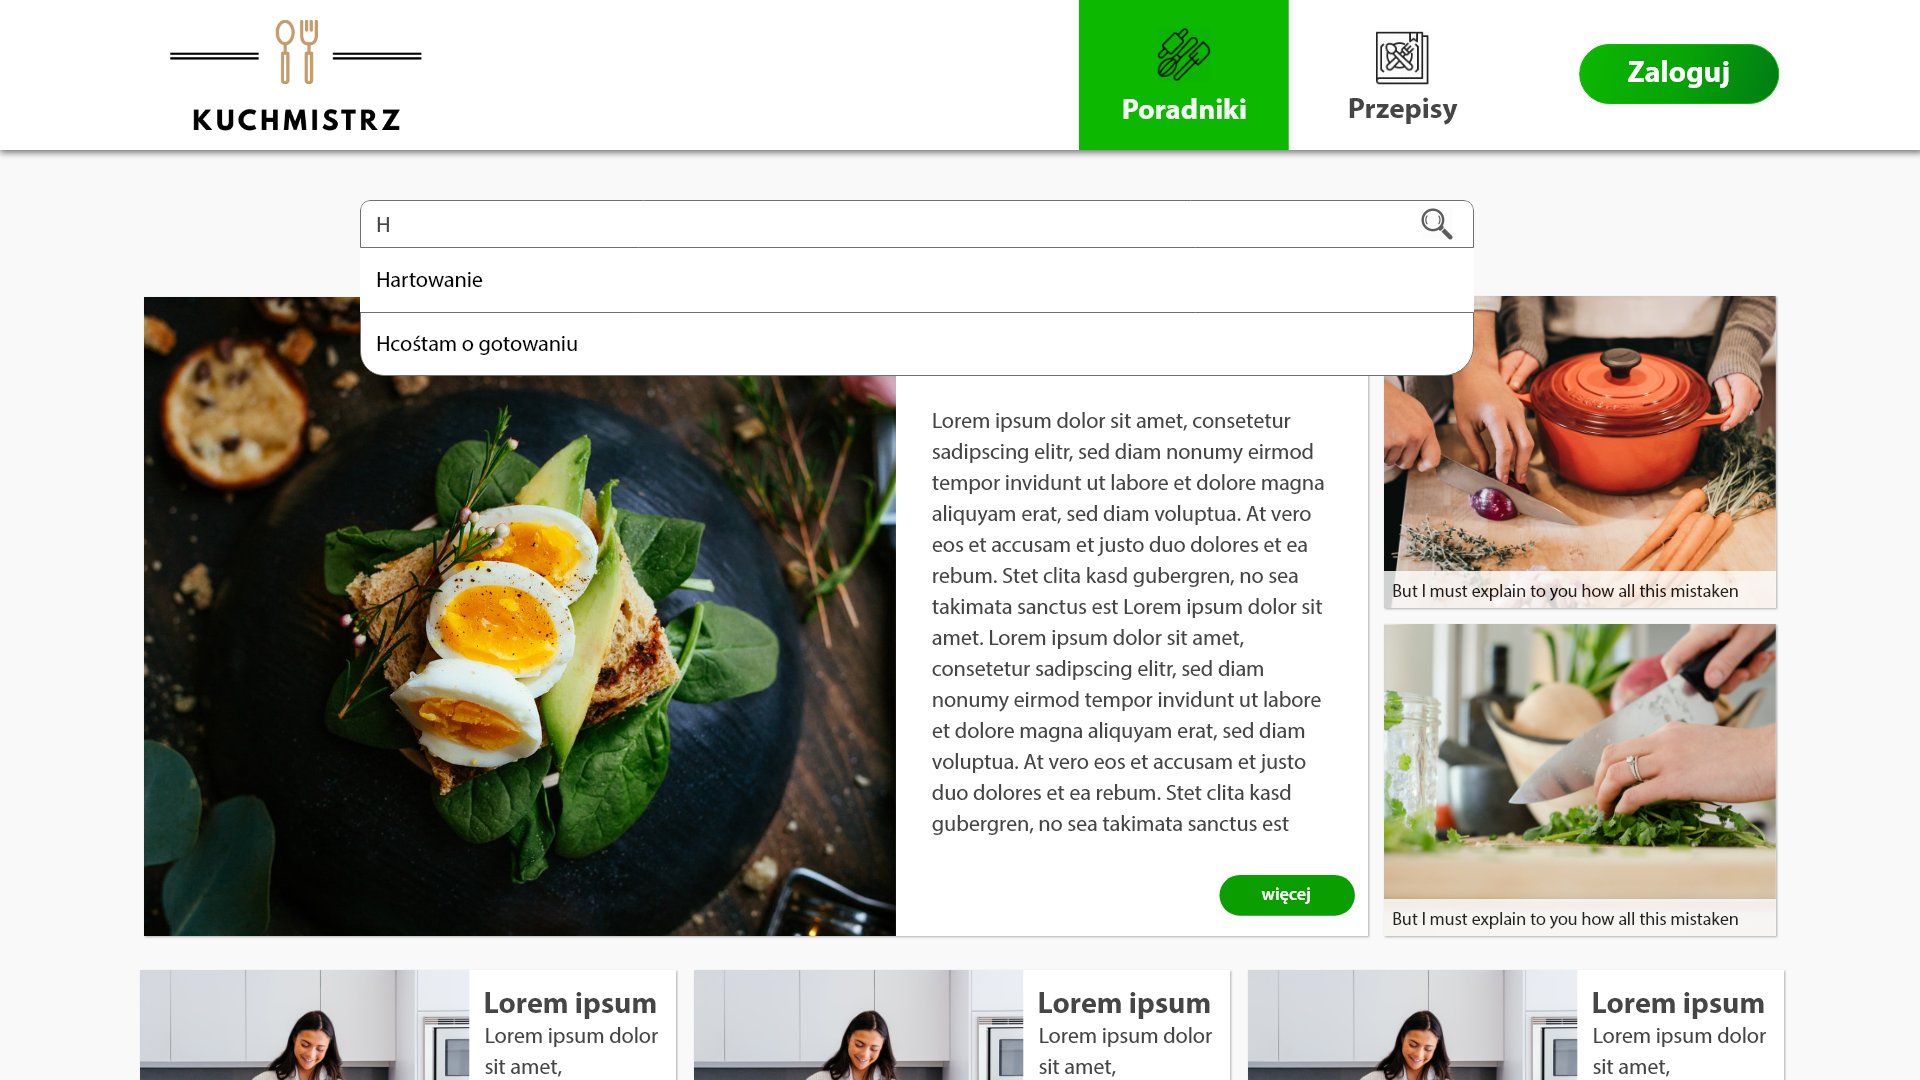 KUCHMISTRZ
Poradniki
Przepisy
Zaloguj
H
Hartowanie
Hcośtam o gotowaniu
Lorem ipsum dolor sit amet, consetetur
sadipscing elitr, sed diam nonumy eirmod
tempor invidunt ut labore et dolore magna
aliquyam erat, sed diam voluptua. At vero
eos et accusam et justo duo dolores et ea
rebum. Stet clita kasd gubergren, no sea
takimata sanctus est Lorem ipsum dolor sit
amet. Lorem ipsum dolor sit amet,
consetetur sadipscing elitr, sed diam
nonumy eirmod tempor invidunt ut labore
et dolore magna aliquyam erat, sed diam
voluptua. At vero eos et accusam et justo
duo dolores et ea rebum. Stet clita kasd
gubergren, no sea takimata sanctus est
więcej
But I must explain to you how all this mistaken
But I must explain to you how all this mistaken
Lorem ipsum
Lorem ipsum dolor
sit amet,
Lorem ipsum
Lorem ipsum dolor
sit amet,
Lorem ipsum
Lorem ipsum dolor
sit amet,